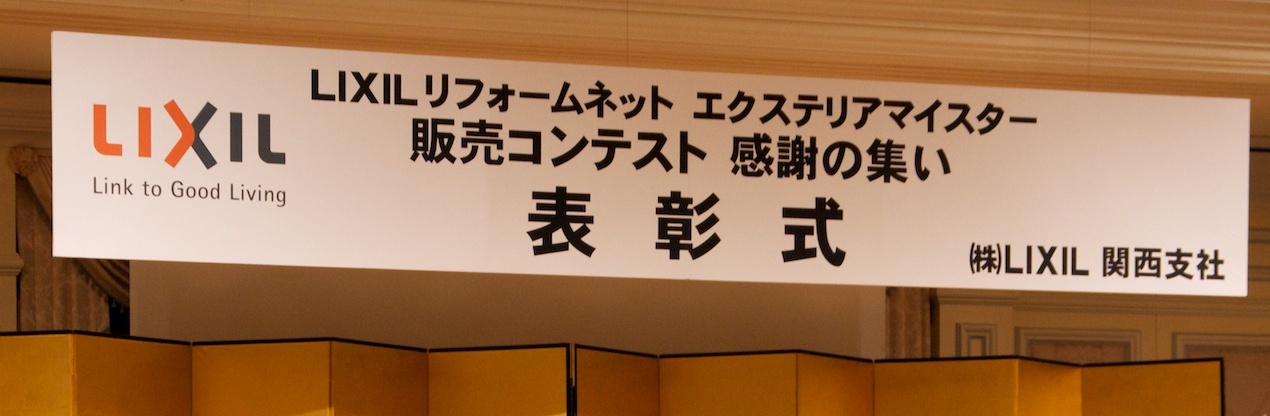 LIXIL
Link to Good Living
LIXILリフォームネット エクステリアマイスター
販売コンテスト 感謝の集い
表彰式
㈱LIXIL 関西支社